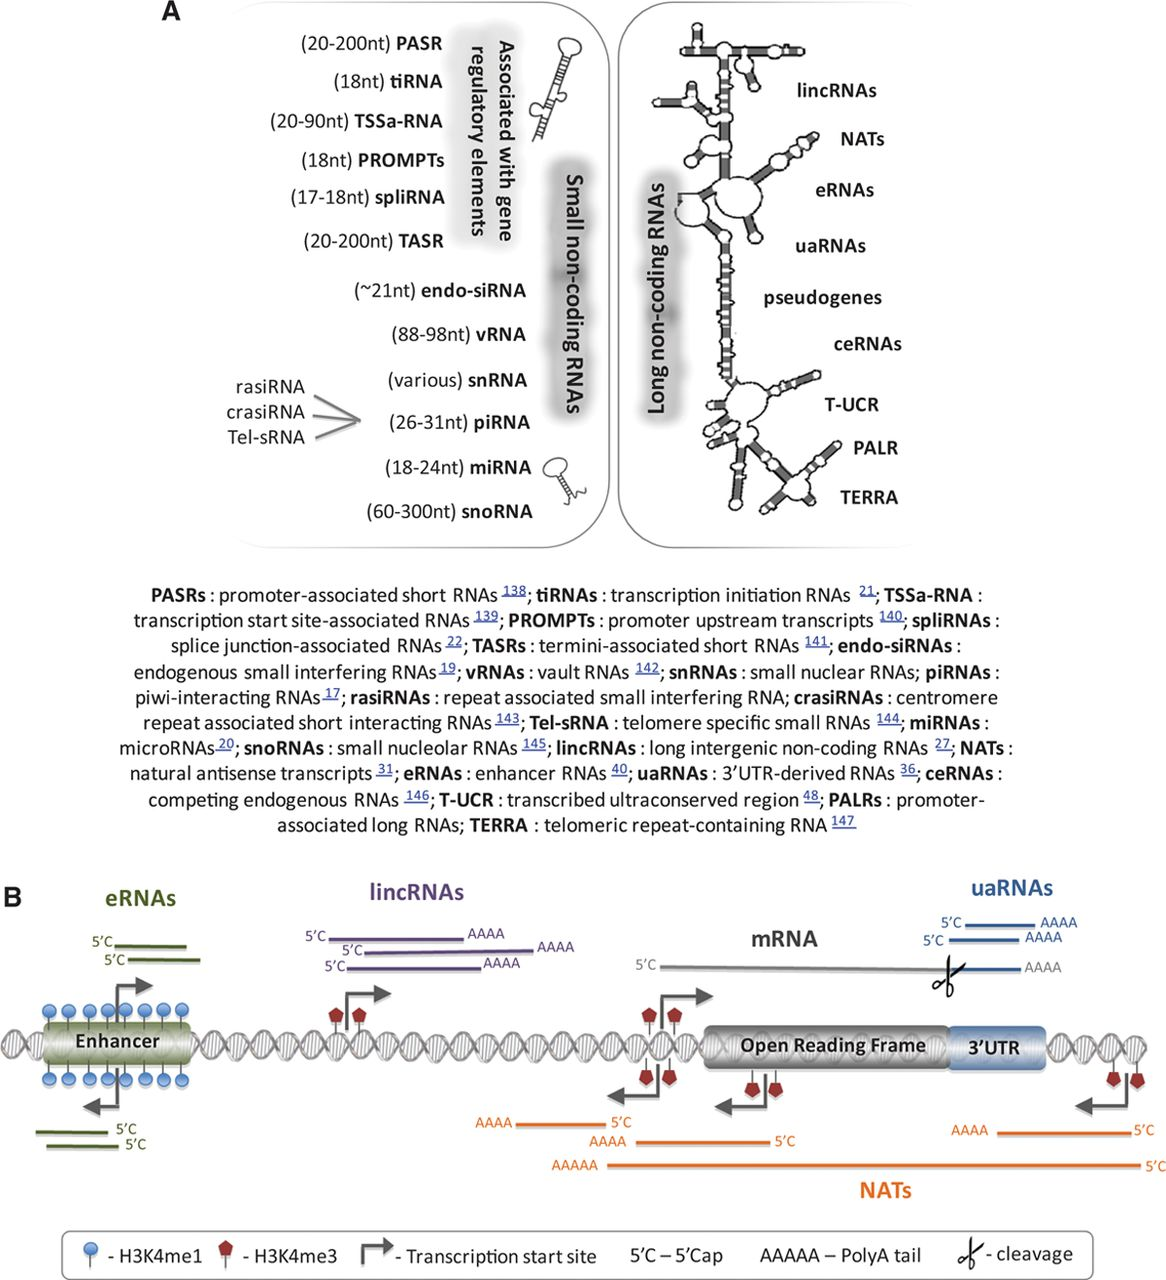 A
(20-200nt) PASR
(18nt) tiRNA
(20-90nt) TSSa-RNA
(18nt) PROMPTs
(17-18nt) spliRNA
(20-200nt) TASR
Associated with gene
regulatory elements
(~21nt) endo-siRNA
(88-98nt) vRNA
(various) snRNA
(26-31nt) piRNA
(18-24nt) miRNA
(60-300nt) snoRNA
rasiRNA
crasiRNA
Tel-sRNA
Small non-coding RNAs
Long non-coding RNAs
lincRNAs
NATs
eRNAs
uaRNAs
pseudogenes
ceRNAs
T-UCR
PALR
TERRA
PASRs : promoter-associated short RNAs 138; tiRNAs : transcription initiation RNAs 21; TSSa-RNA :
transcription start site-associated RNAs 139; PROMPTs : promoter upstream transcripts 140; spliRNAs :
splice junction-associated RNAs 22; TASRs : termini-associated short RNAs 141; endo-siRNAs :
endogenous small interfering RNAs 19; vRNAs : vault RNAs 142; snRNAs : small nuclear RNAs; piRNAs :
piwi-interacting RNAs 17; rasiRNAs : repeat associated small interfering RNA; crasiRNAs : centromere
repeat associated short interacting RNAs 143; Tel-sRNA : telomere specific small RNAs 144; miRNAs :
microRNAs 20; snoRNAs : small nucleolar RNAs 145; lincRNAs : long intergenic non-coding RNAs 27; NATs :
natural antisense transcripts 31; eRNAs : enhancer RNAs 40; uaRNAs : 3’UTR-derived RNAs 36; ceRNAs :
competing endogenous RNAs 146; T-UCR : transcribed ultraconserved region 48; PALRs : promoter-
associated long RNAs; TERRA : telomeric repeat-containing RNA 147
B
eRNAs
5’C
5’C
lincRNAs
5’C AAAA
5’C AAAA
5’C AAAA
mRNA
5’C AAAA
uaRNAs
5’C AAAA
5’C AAAA
Enhancer
Open Reading Frame
3’UTR
5’C
5’C
AAAA 5’C
AAAA 5’C
AAAA 5’C
AAAAA 5’C
NATs
- H3K4me1
- H3K4me3
- Transcription start site
5’C – 5’Cap
AAAAA – PolyA tail
- cleavage